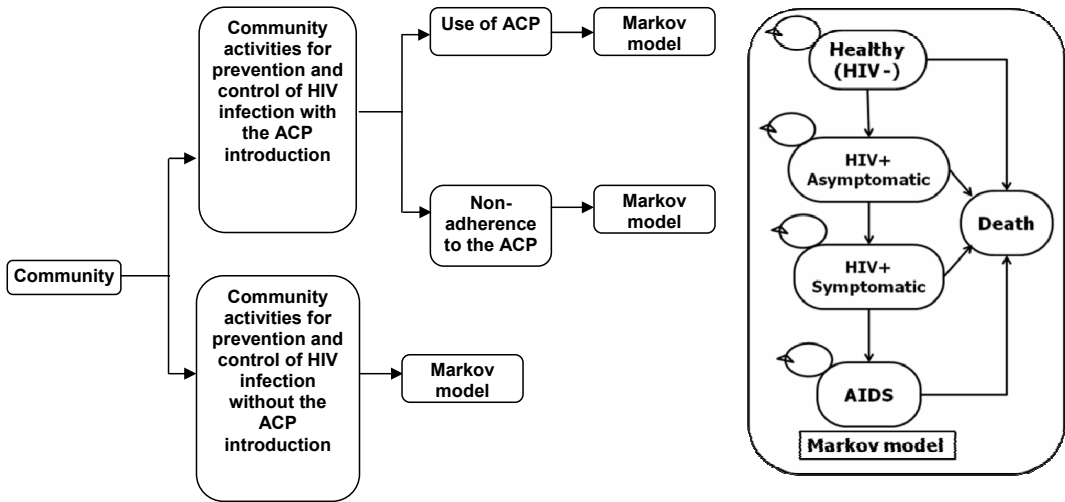 Community
Community
activities for
prevention and
control of HIV
infection with
the ACP
introduction
Use of ACP
Markov
model
Non-
adherence
to the ACP
Markov
model
Community
activities for
prevention and
control of HIV
infection
without the
ACP
introduction
Markov
model
Healthy
(HIV-)
HIV+
Asymptomatic
HIV+
Symptomatic
AIDS
Death
Markov model